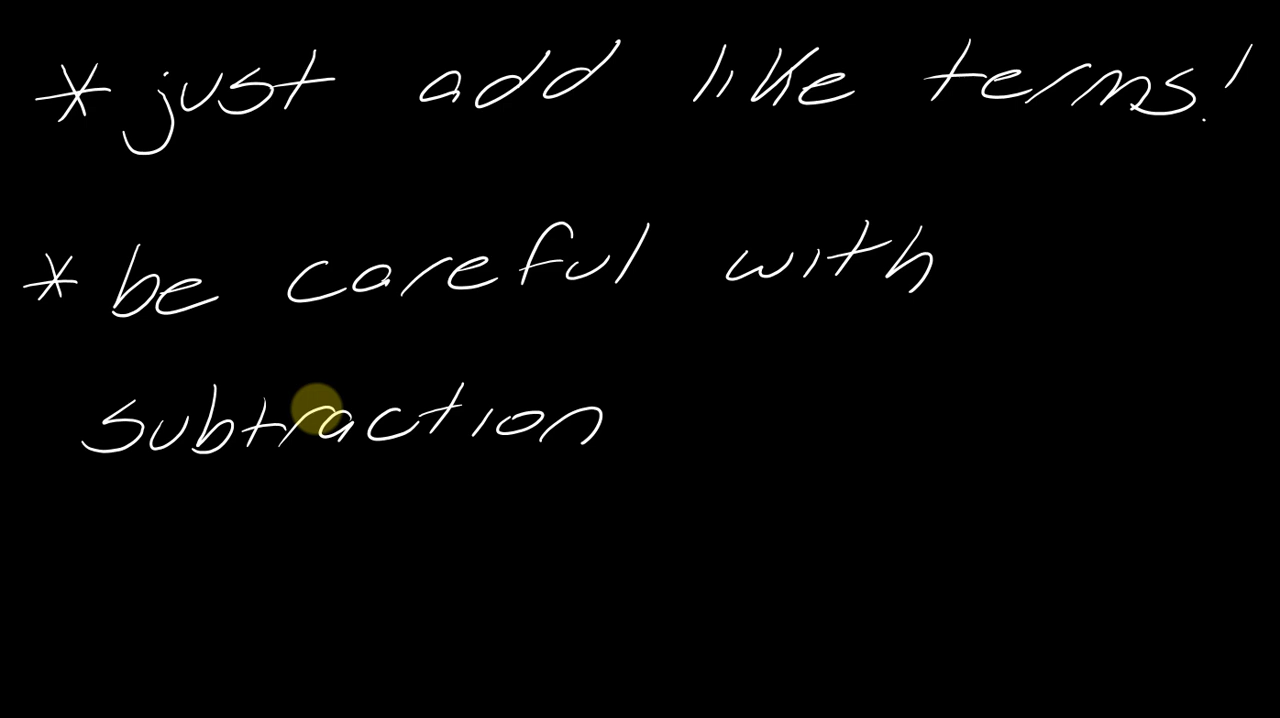 * just add like terms!
* be careful with
subtraction